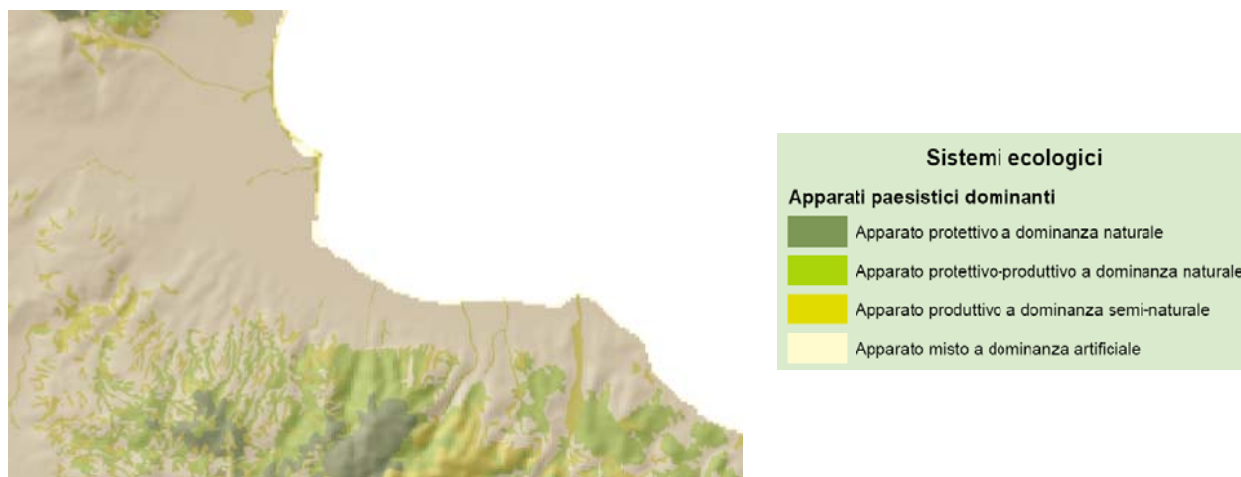 Sistemi ecologici
Apparati paesistici dominanti
Apparato protettivo a dominanza naturale
Apparato protettivo-produttivo a dominanza naturale
Apparato produttivo a dominanza semi-naturale
Apparato misto a dominanza artificiale